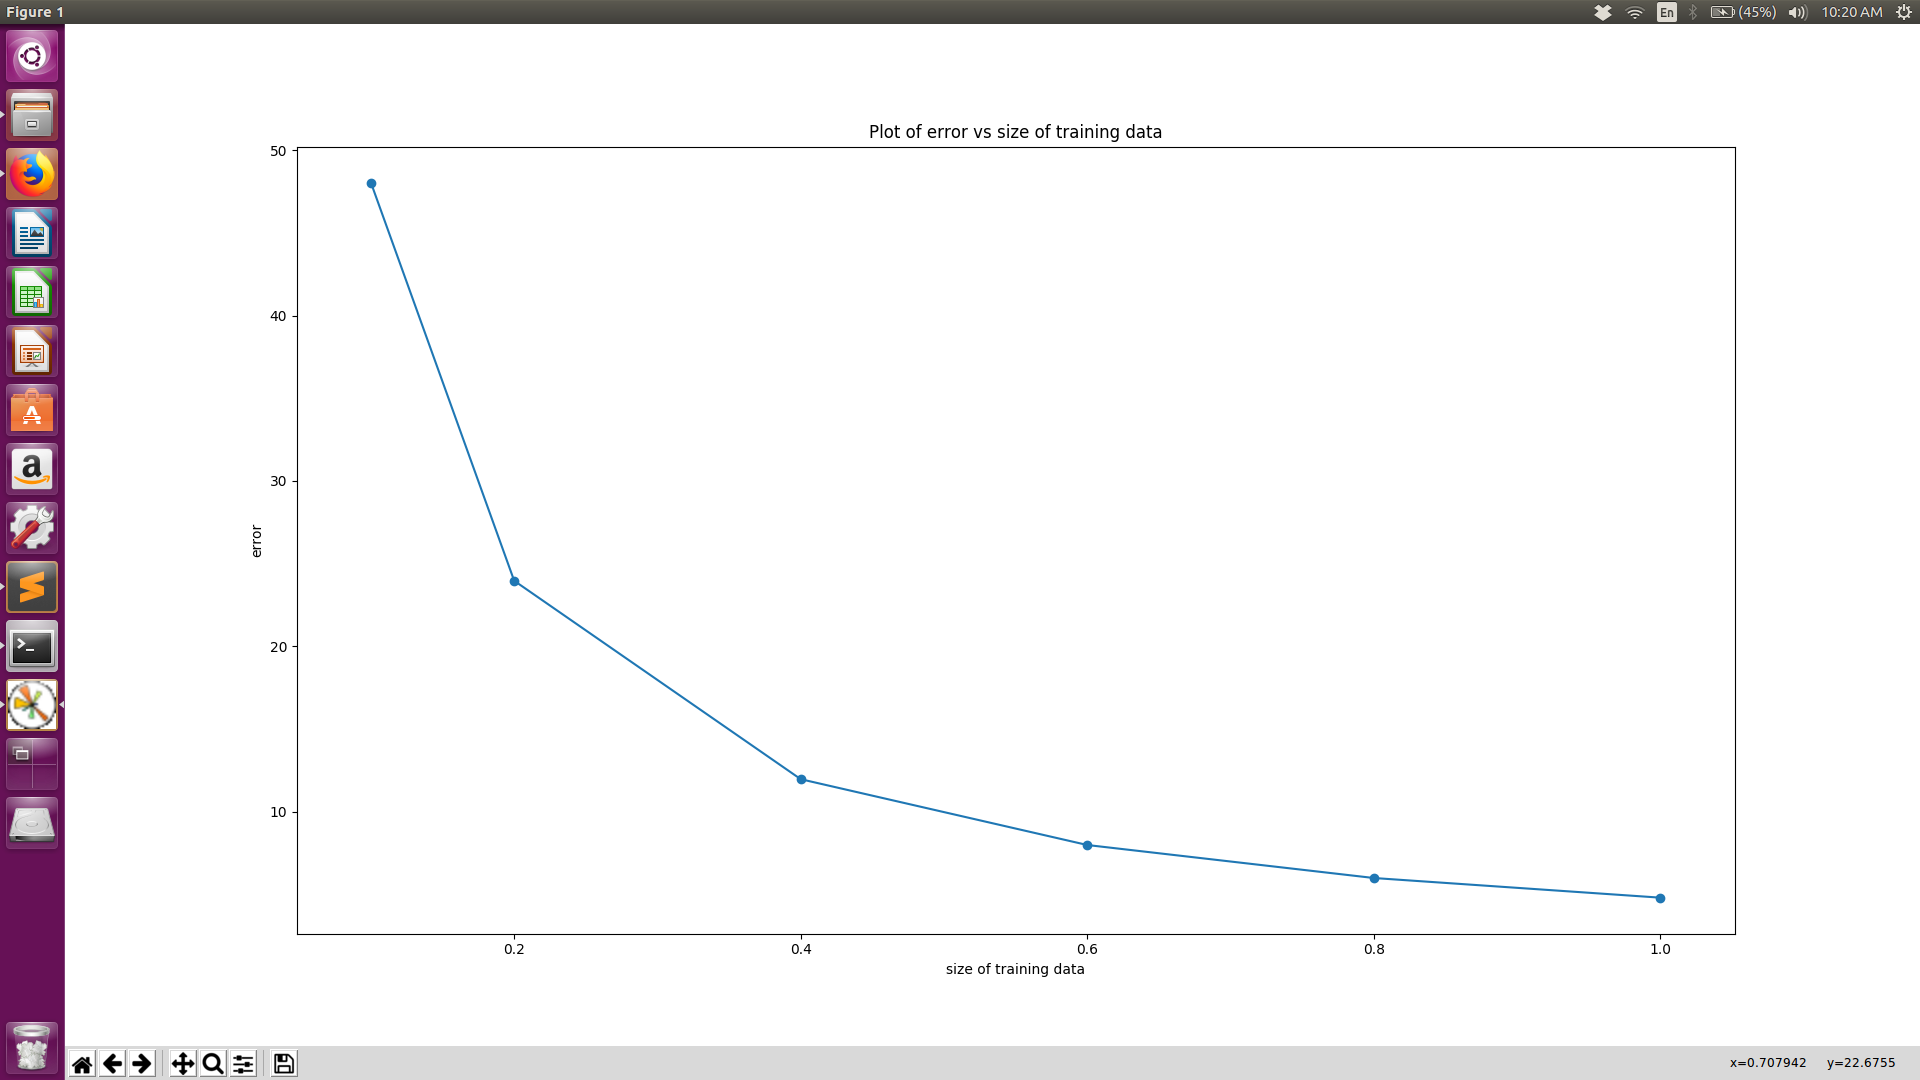 Figure 1
En
(45%)
10:20 AM
Plot of error vs size of training data
50
40
30
20
10
error
0.2
0.4
0.6
0.8
1.0
size of training data
x=0.707942 y=22.6755